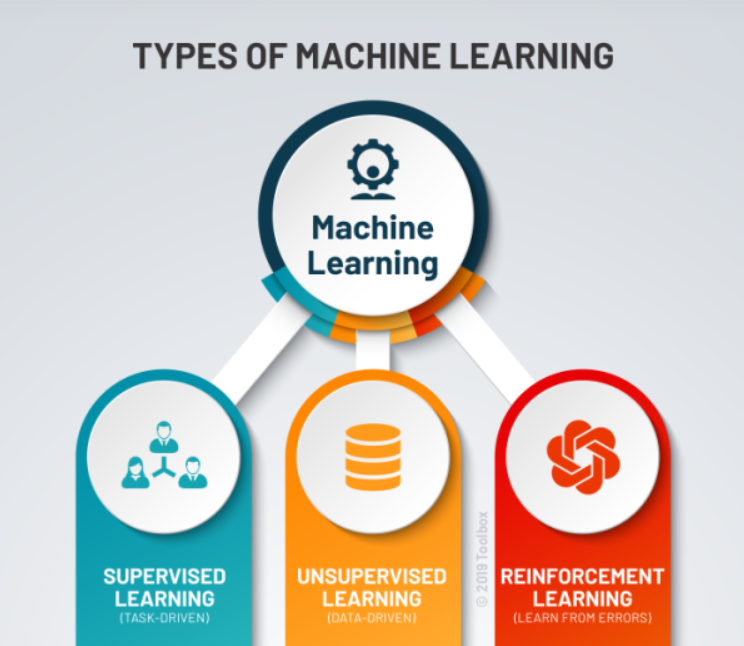 TYPES OF MACHINE LEARNING
Machine
Learning
SUPERVISED
LEARNING
(TASK-DRIVEN)
UNSUPERVISED
LEARNING
(DATA-DRIVEN)
© 2019 Toolbox
REINFORCEMENT
LEARNING
(LEARN FROM ERRORS)